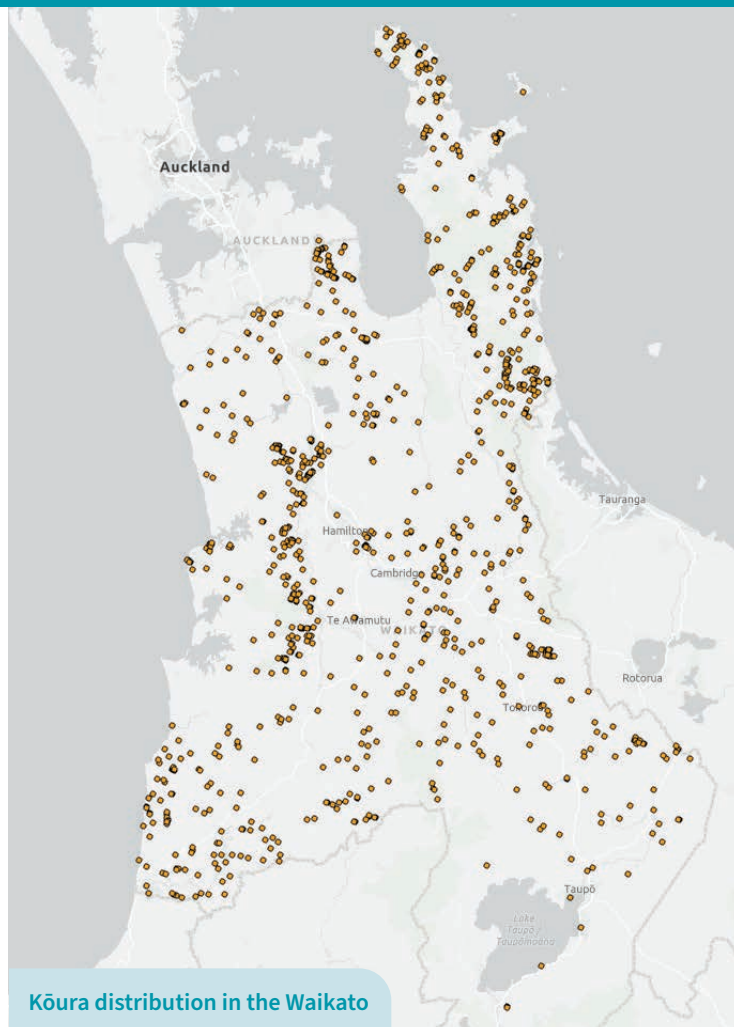 Auckland
AUCKLAND
Tauranga
Hamilton
Cambridge
Te Awamutu
WAIKATO
Rotorua
Tokoroa
Taupō
Lake
Taupō /
Taupōmoana
Kōura distribution in the Waikato